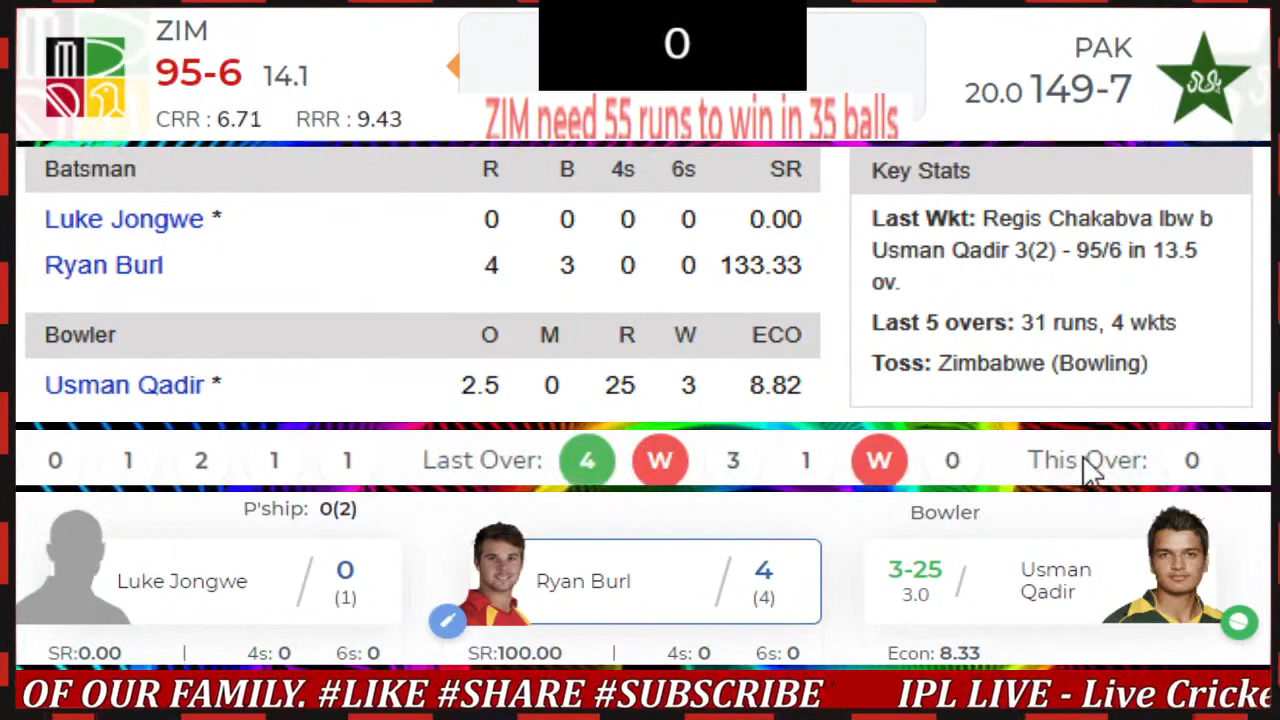 ZIM
95-6 14.1
CRR : 6.71 RRR : 9.43
0
ZIM need 55 runs to win in 35 balls
PAK
20.0 149-7
Batsman R B 4s 6s SR
Luke Jongwe * 0 0 0 0 0.00
Ryan Burl 4 3 0 0 133.33
Bowler O M R W ECO
Usman Qadir * 2.5 0 25 3 8.82
Key Stats
Last Wkt: Regis Chakabva lbw b
Usman Qadir 3(2) - 95/6 in 13.5
ov.
Last 5 overs: 31 runs, 4 wkts
Toss: Zimbabwe (Bowling)
0 1 2 1 1 Last Over: 4 W 3 1 W 0 This Over: 0
P'ship: 0(2)
Luke Jongwe / 0
(1)
SR:0.00 | 4s: 0 6s: 0
Ryan Burl / 4
(4)
SR:100.00 | 4s: 0 6s: 0
Bowler
3-25 / Usman
3.0 Qadir
Econ: 8.33
OF OUR FAMILY. #LIKE #SHARE #SUBSCRIBE IPL LIVE - Live Cricke